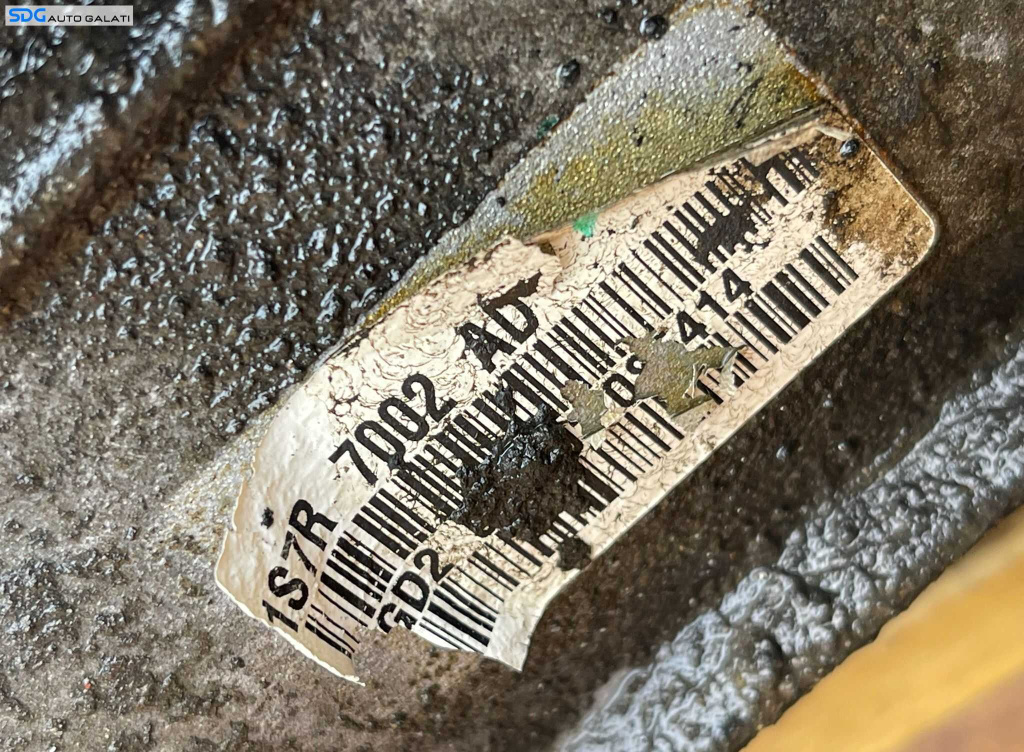 SDG AUTO GALATI
1S7R 7002 AD
GD2 414